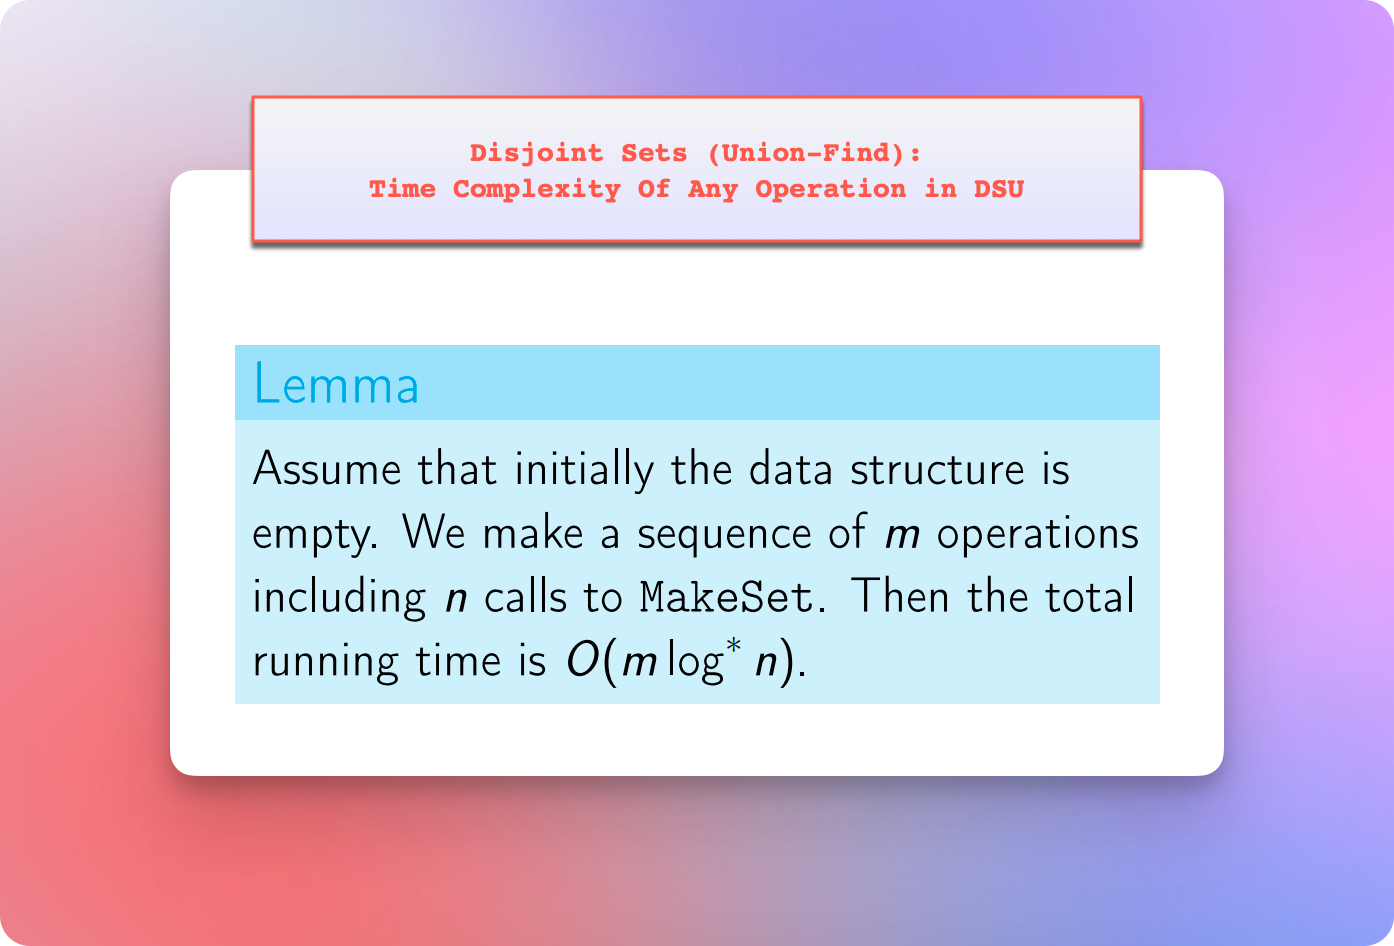 Disjoint Sets (Union-Find):
Time Complexity Of Any Operation in DSU
Lemma
Assume that initially the data structure is
empty. We make a sequence of m operations
including n calls to MakeSet. Then the total
running time is O(m log* n).